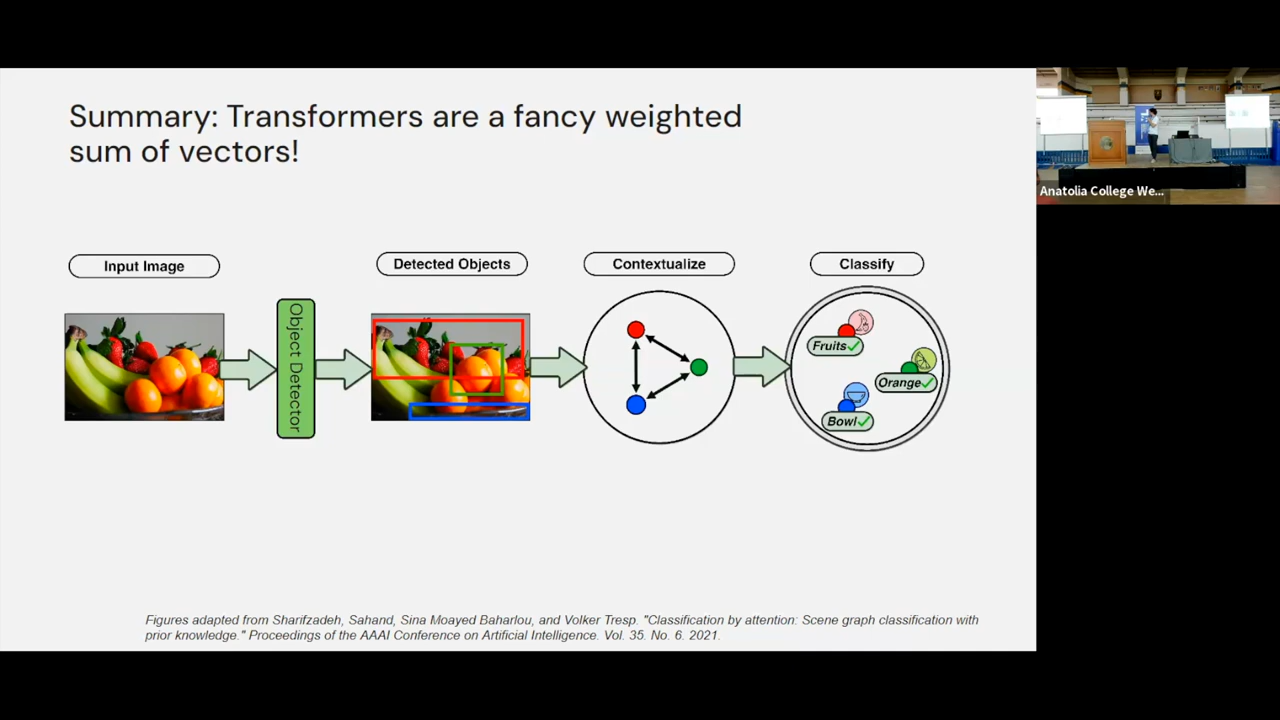 Summary: Transformers are a fancy weighted
sum of vectors!
Input Image
Detected Objects
Contextualize
Classify
Object Detector
Fruits
Orange
Bowl
Figures adapted from Sharifzadeh, Sahand, Sina Moayed Baharlou, and Volker Tresp. "Classification by attention: Scene graph classification with
prior knowledge." Proceedings of the AAAI Conference on Artificial Intelligence. Vol. 35. No. 6. 2021.
Anatolia College We...